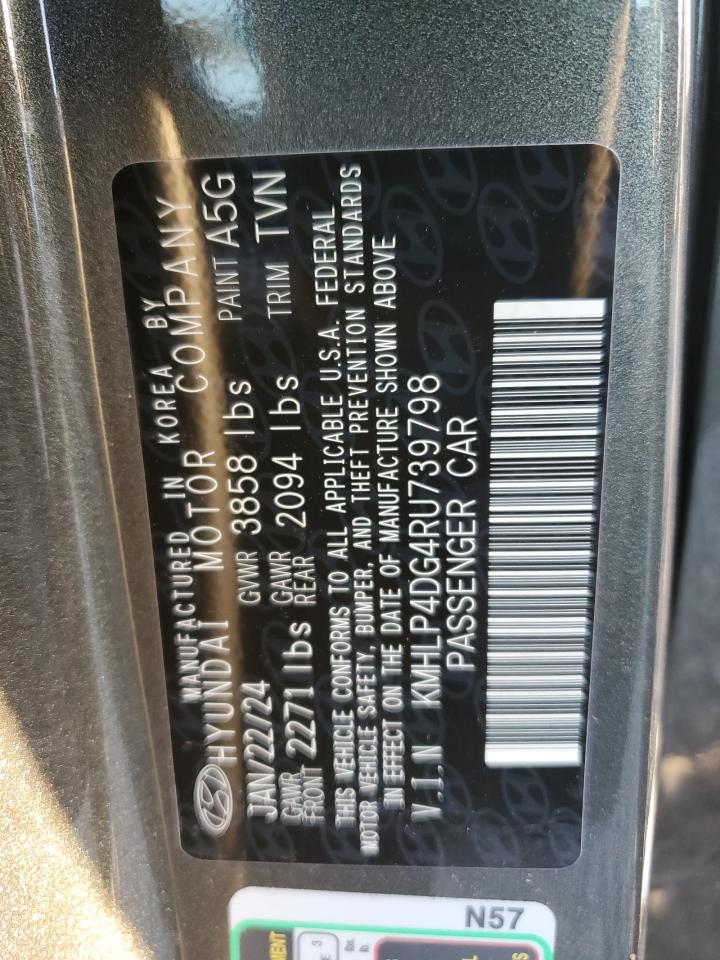 MANUFACTURED IN KOREA BY
HYUNDAI MOTOR COMPANY
JAN/22/24 GVWR 3858 lbs PAINT A5G
GAWR FRONT 2271 lbs GAWR REAR 2094 lbs TRIM TVN
THIS VEHICLE CONFORMS TO ALL APPLICABLE U.S.A. FEDERAL
MOTOR VEHICLE SAFETY, BUMPER, AND THEFT PREVENTION STANDARDS
IN EFFECT ON THE DATE OF MANUFACTURE SHOWN ABOVE
V.I.N KMHLP4DG4RU739798
PASSENGER CAR
N57